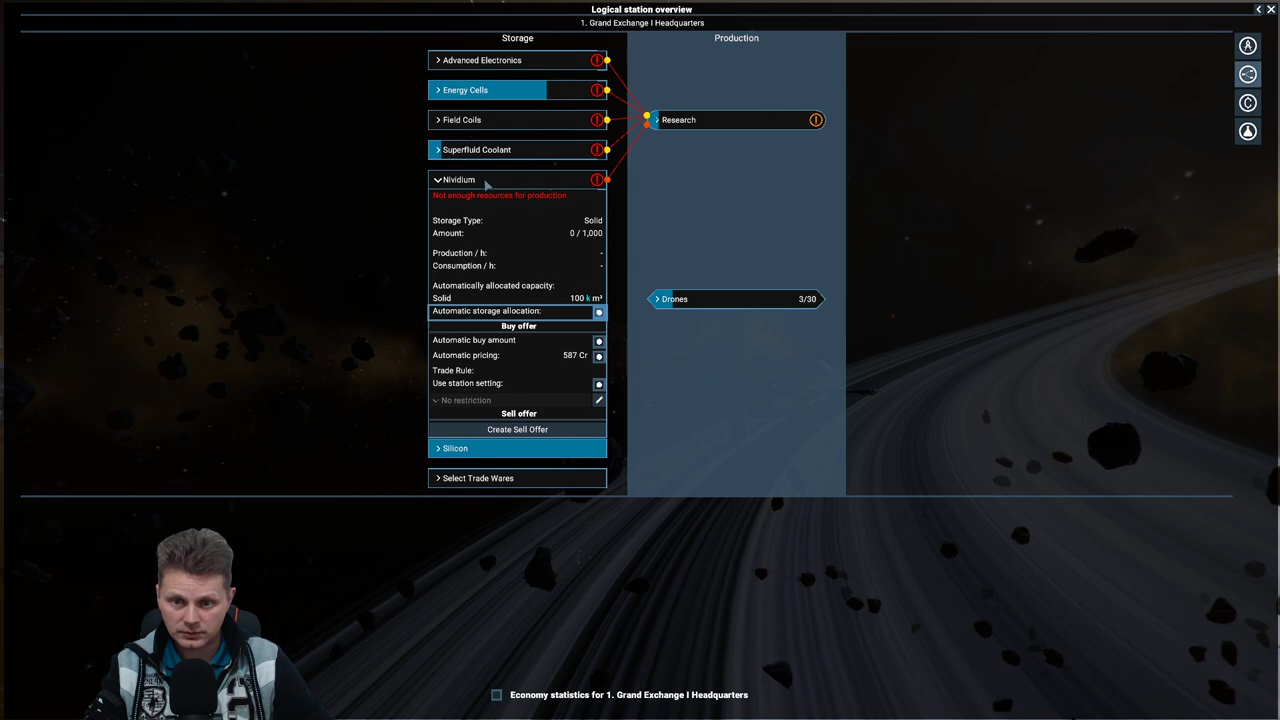 Logical station overview
1. Grand Exchange I Headquarters
Storage
Production
Advanced Electronics
Energy Cells
Field Coils
Research
Superfluid Coolant
Nividium
Not enough resources for production.
Storage Type: Solid
Amount: 0 / 1,000
Production / h: -
Consumption / h: -
Automatically allocated capacity:
Solid 100 k m³
Automatic storage allocation:
Buy offer
Automatic buy amount
Automatic pricing: 587 Cr
Trade Rule:
Use station setting:
No restriction
Sell offer
Create Sell Offer
Silicon
Select Trade Wares
Drones 3/30
Economy statistics for 1. Grand Exchange I Headquarters